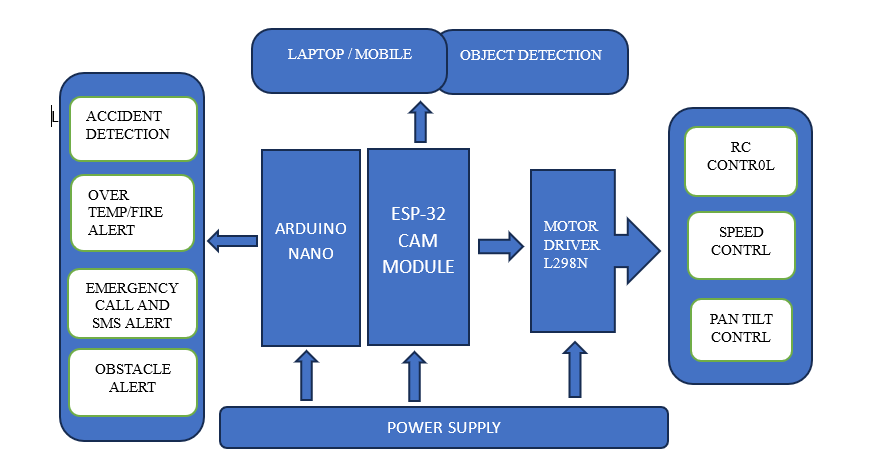 LAPTOP / MOBILE
OBJECT DETECTION
L
ACCIDENT
DETECTION
OVER
TEMP/FIRE
ALERT
EMERGENCY
CALL AND
SMS ALERT
OBSTACLE
ALERT
ARDUINO
NANO
ESP-32
CAM
MODULE
MOTOR
DRIVER
L298N
RC
CONTR0L
SPEED
CONTRL
PAN TILT
CONTRL
POWER SUPPLY